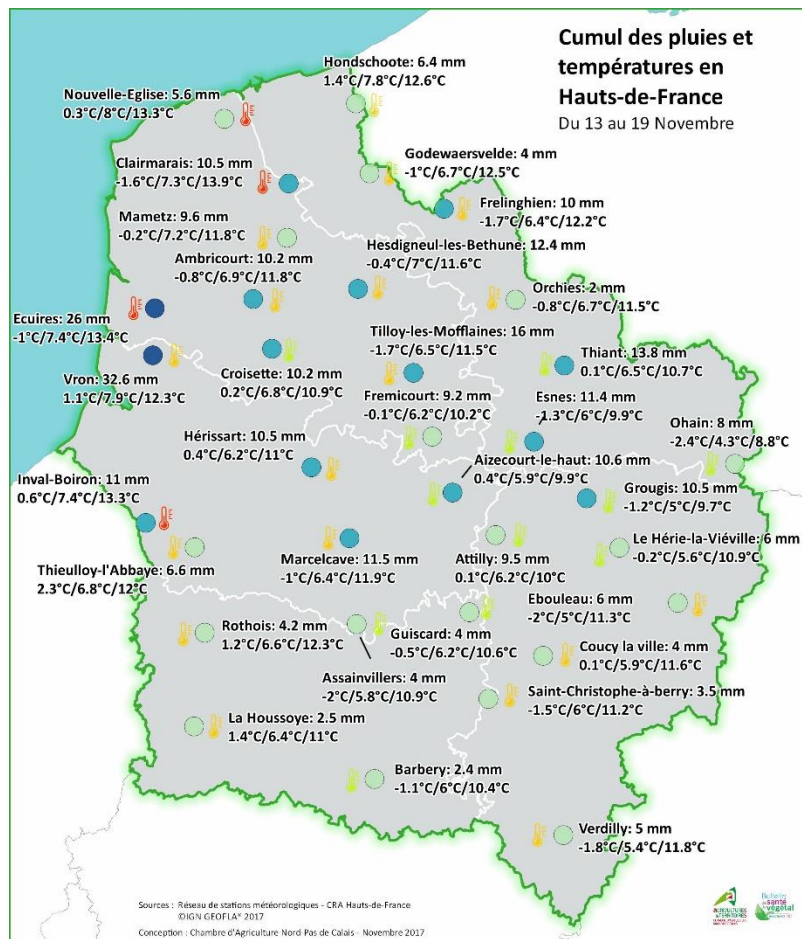 Cumul des pluies et
températures en
Hauts-de-France
Du 13 au 19 Novembre
Hondschoote: 6.4 mm
1.4°C/7.8°C/12.6°C
Nouvelle-Eglise: 5.6 mm
0.3°C/8°C/13.3°C
Godewaersvelde: 4 mm
-1°C/6.7°C/12.5°C
Clairmarais: 10.5 mm
-1.6°C/7.3°C/13.9°C
Frelinghien: 10 mm
-1.7°C/6.4°C/12.2°C
Mametz: 9.6 mm
-0.2°C/7.2°C/11.8°C
Hesdigneul-les-Bethune: 12.4 mm
-0.4°C/7°C/11.6°C
Ambricourt: 10.2 mm
-0.8°C/6.9°C/11.8°C
Orchies: 2 mm
-0.8°C/6.7°C/11.5°C
Ecuires: 26 mm
-1°C/7.4°C/13.4°C
Tilloy-les-Mofflaines: 16 mm
-1.7°C/6.5°C/11.5°C
Thiant: 13.8 mm
0.1°C/6.5°C/10.7°C
Vron: 32.6 mm
1.1°C/7.9°C/12.3°C
Croisette: 10.2 mm
0.2°C/6.8°C/10.9°C
Fremicourt: 9.2 mm
-0.1°C/6.2°C/10.2°C
Esnes: 11.4 mm
-1.3°C/6°C/9.9°C
Ohain: 8 mm
-2.4°C/4.3°C/8.8°C
Hérissart: 10.5 mm
0.4°C/6.2°C/11°C
Aizecourt-le-haut: 10.6 mm
0.4°C/5.9°C/9.9°C
Inval-Boiron: 11 mm
0.6°C/7.4°C/13.3°C
Grougis: 10.5 mm
-1.2°C/5°C/9.7°C
Le Hérie-la-Viéville: 6 mm
-0.2°C/5.6°C/10.9°C
Marcelcave: 11.5 mm
-1°C/6.4°C/11.9°C
Attilly: 9.5 mm
0.1°C/6.2°C/10°C
Thieulloy-l'Abbaye: 6.6 mm
2.3°C/6.8°C/12°C
Ebouleau: 6 mm
-2°C/5°C/11.3°C
Rothois: 4.2 mm
1.2°C/6.6°C/12.3°C
Guiscard: 4 mm
-0.5°C/6.2°C/10.6°C
Coucy la ville: 4 mm
0.1°C/5.9°C/11.6°C
Assainvillers: 4 mm
-2°C/5.8°C/10.9°C
Saint-Christophe-à-berry: 3.5 mm
-1.5°C/6°C/11.2°C
La Houssoye: 2.5 mm
1.4°C/6.4°C/11°C
Barbery: 2.4 mm
-1.1°C/6°C/10.4°C
Verdilly: 5 mm
-1.8°C/5.4°C/11.8°C
Sources : Réseau de stations météorologiques - CRA Hauts-de-France
©IGN GEOFLA® 2017
Conception : Chambre d'Agriculture Nord Pas de Calais - Novembre 2017
AGRICULTURES
& TERRITOIRES
santé
végétal